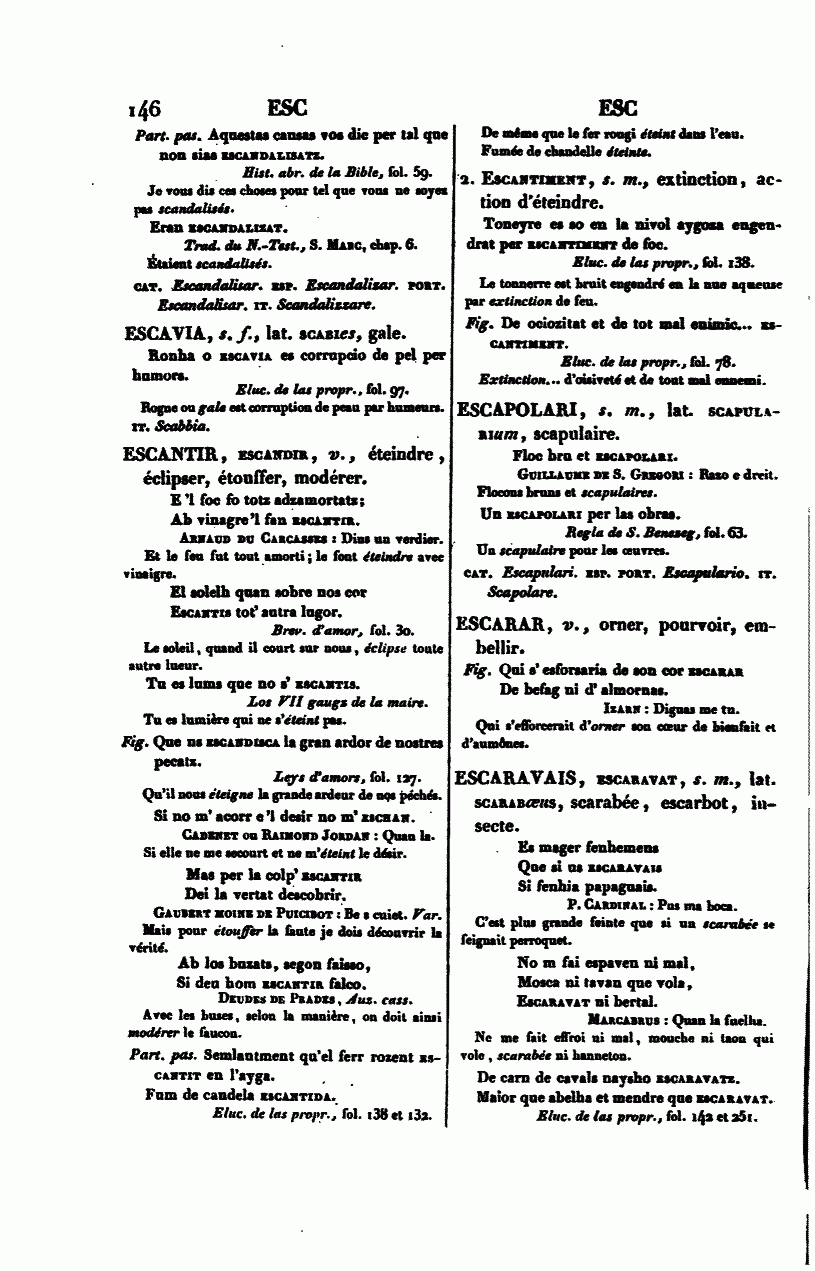 146 ESC ESC
Part. pas. Aquestas causas vos dic per tal que
non sias ESCANDALISATZ.
Hist. abr. de la Bible, fol. 59.
Je vous dis ces choses pour tel que vous ne soyez
pas scandalisés.
Eran ESCANDALIZAT.
Trad. du N.-Test., S. MARC, chap. 6.
Étaient scandalisés.
CAT. Escandalisar. ESP. Escandalizar. PORT.
Escandalisar. IT. Scandalizzare.
ESCAVIA, s. f., lat. SCABIES, gale.
Ronha o ESCAVIA es corrupcio de pel per
humors.
Eluc. de las propr., fol. 97.
Rogne ou gale est corruption de peau par humeurs.
IT. Scabbia.
ESCANTIR, ESCANDIR, v., éteindre,
éclipser, étouffer, modérer.
E 'l foc fo totz adzamortatz;
Ab vinagre 'l fan ESCANTIR.
ARNAUD DU CARCASSES : Dins un verdier.
Et le feu fut tout amorti; le font éteindre avec
vinaigre.
El solelh quan sobre nos cor
ESCANTIS tot' autra lugor.
Brev. d'amor, fol. 30.
Le soleil, quand il court sur nous, éclipse toute
autre lueur.
Tu es lums que no s' ESCANTIS.
Los VII gaugz de la maire.
Tu es lumière qui ne s'éteint pas.
Fig. Que ns ESCANDISCA la gran ardor de nostres
pecatz.
Leys d'amors, fol. 127.
Qu'il nous éteigne la grande ardeur de nos péchés.
Si no m' acorr e 'l desir no m' ESCHAN.
CADENET ou RAIMOND JORDAN : Quan la.
Si elle ne me secourt et ne m'éteint le désir.
Mas per la colp' ESCANTIR
Dei la vertat descobrir.
GAUBERT MOINE DE PUICIBOT : Be s cuiet. Var.
Mais pour étouffer la faute je dois découvrir la
vérité.
Ab los buzats, segon faisso,
Si deu hom ESCANTIR falco.
DEUDES DE PRADES, Aus. cass.
Avec les buses, selon la manière, on doit ainsi
modérer le faucon.
Part. pas. Semlantment qu'el ferr rozent ES-
CANTIT en l'ayga.
Fum de candela ESCANTIDA.
Eluc. de las propr., fol. 138 et 132.
De même que le fer rougi éteint dans l'eau.
Fumée de chandelle éteinte.
2. ESCANTIMENT, s. m., extinction, ac-
tion d'éteindre.
Toneyre es so en la nivol aygoza engen-
drat per ESCANTIMENT de foc.
Eluc. de las propr., fol. 138.
Le tonnerre est bruit engendré en la nue aqueuse
par extinction de feu.
Fig. De ociozitat et de tot mal enimic... ES-
CANTIMENT.
Eluc. de las propr., fol. 78.
Extinction... d'oisiveté et de tout mal ennemi.
ESCAPOLARI, s. m., lat. SCAPULA-
RIUM, scapulaire.
Floc bru et ESCAPOLARI.
GUILLAUME DE S. GREGORI : Razo e dreit.
Flocons bruns et scapulaires.
Un ESCAPOLARI per las obras.
Regla de S. Benezeg, fol. 63.
Un scapulaire pour les œuvres.
CAT. Escapulari. ESP. PORT. Escapulario. IT.
Scapolare.
ESCARAR, v., orner, pourvoir, em-
bellir.
Fig. Qui s' esforsaria de son cor ESCARAR
De befag ni d' almornas.
IZARN : Diguas me tu.
Qui s'efforcerait d'orner son cœur de bienfait et
d'aumônes.
ESCARAVAIS, ESCARAVAT, s. m., lat.
SCARABÆUS, scarabée, escarbot, in-
secte.
Es mager fenhemens
Que si us ESCARAVAIS
Si fenhia papaguais.
P. CARDINAL : Pus ma boca.
C'est plus grande feinte que si un scarabée se
feignait perroquet.
No m fai espaven ni mal,
Mosca ni tavan que vola,
ESCARAVAT ni bertal.
MARCABRUS : Quan la fuelha.
Ne me fait effroi ni mal, mouche ni taon qui
vole, scarabée ni hanneton.
De carn de cavals naysho ESCARAVATZ.
Maior que abelha et mendre que ESCARAVAT.
Eluc. de las propr., fol. 142 et 251.